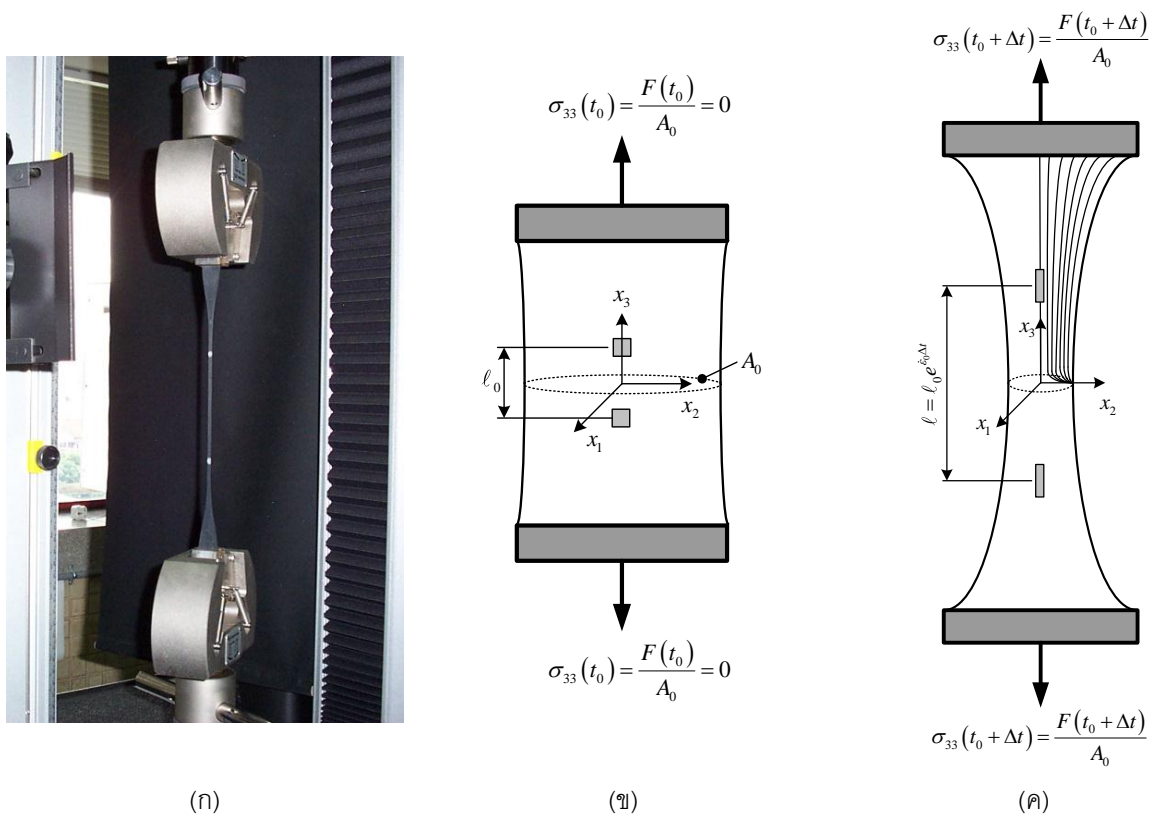 σ₃₃(t₀) = F(t₀)/A₀ = 0
x₃
ℓ₀
A₀
x₂
x₁
σ₃₃(t₀) = F(t₀)/A₀ = 0
σ₃₃(t₀ + Δt) = F(t₀ + Δt)/A₀
x₃
ℓ = ℓ₀e^{ε̇₀Δt}
x₂
x₁
σ₃₃(t₀ + Δt) = F(t₀ + Δt)/A₀
(ก) (ข) (ค)